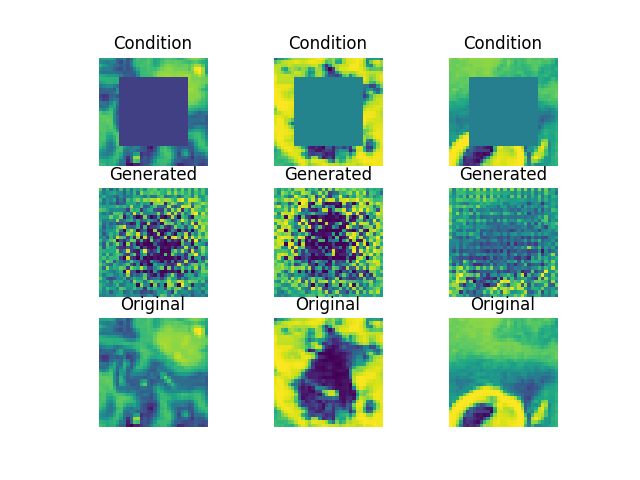 Condition Condition Condition
Generated Generated Generated
Original Original Original